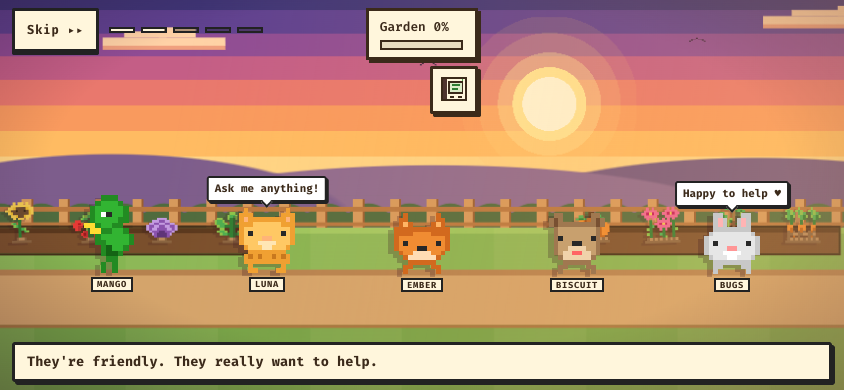 Skip ▸▸
Garden 0%
Ask me anything!
Happy to help ♥
MANGO
LUNA
EMBER
BISCUIT
BUGS
They're friendly. They really want to help.